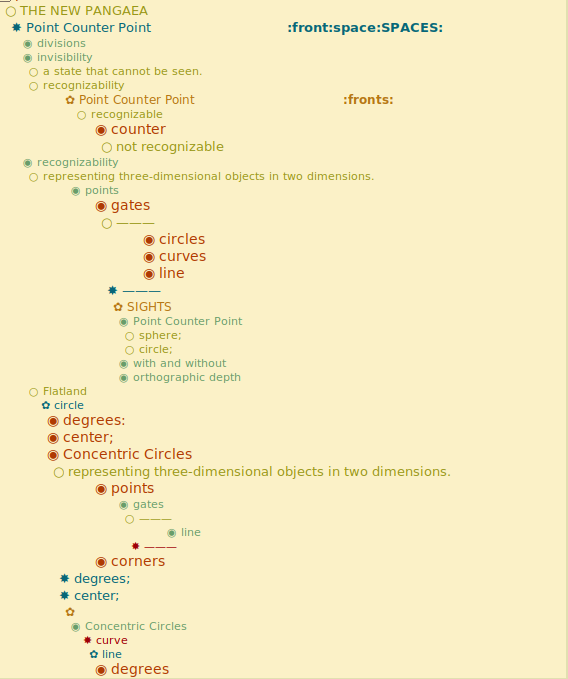 THE NEW PANGAEA
Point Counter Point :front:space:SPACES:
divisions
invisibility
a state that cannot be seen.
recognizability
Point Counter Point :fronts:
recognizable
counter
not recognizable
recognizability
representing three-dimensional objects in two dimensions.
points
gates
———
circles
curves
line
———
SIGHTS
Point Counter Point
sphere;
circle;
with and without
orthographic depth
Flatland
circle
degrees:
center;
Concentric Circles
representing three-dimensional objects in two dimensions.
points
gates
———
line
———
corners
degrees;
center;
Concentric Circles
curve
line
degrees